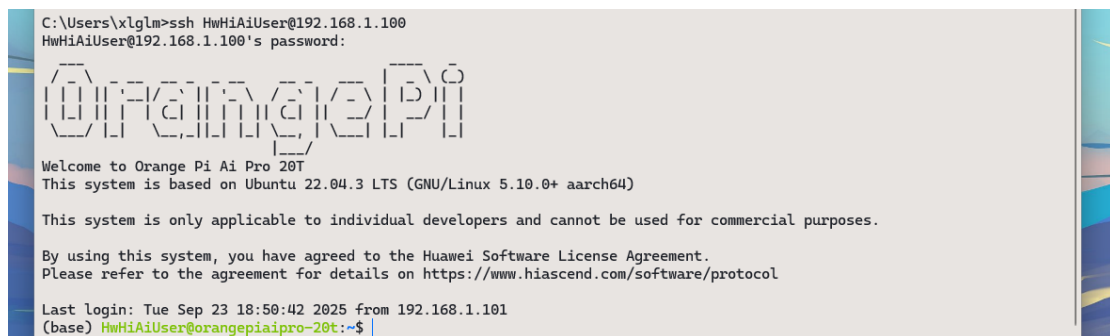 C:\Users\xlglm>ssh HwHiAiUser@192.168.1.100
HwHiAiUser@192.168.1.100's password:
OrangePi
Welcome to Orange Pi Ai Pro 20T
This system is based on Ubuntu 22.04.3 LTS (GNU/Linux 5.10.0+ aarch64)
This system is only applicable to individual developers and cannot be used for commercial purposes.
By using this system, you have agreed to the Huawei Software License Agreement.
Please refer to the agreement for details on https://www.hiascend.com/software/protocol
Last login: Tue Sep 23 18:50:42 2025 from 192.168.1.101
(base) HwHiAiUser@orangepiaipro-20t:~$